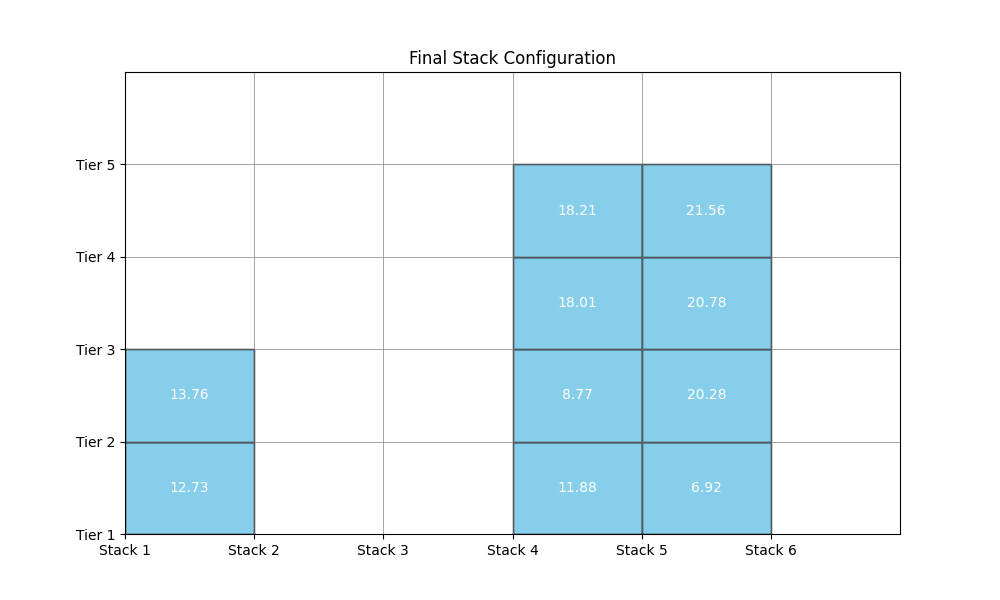 Final Stack Configuration
Tier 5
18.21 21.56
Tier 4
18.01 20.78
Tier 3
13.76 8.77 20.28
Tier 2
12.73 11.88 6.92
Tier 1
Stack 1 Stack 2 Stack 3 Stack 4 Stack 5 Stack 6